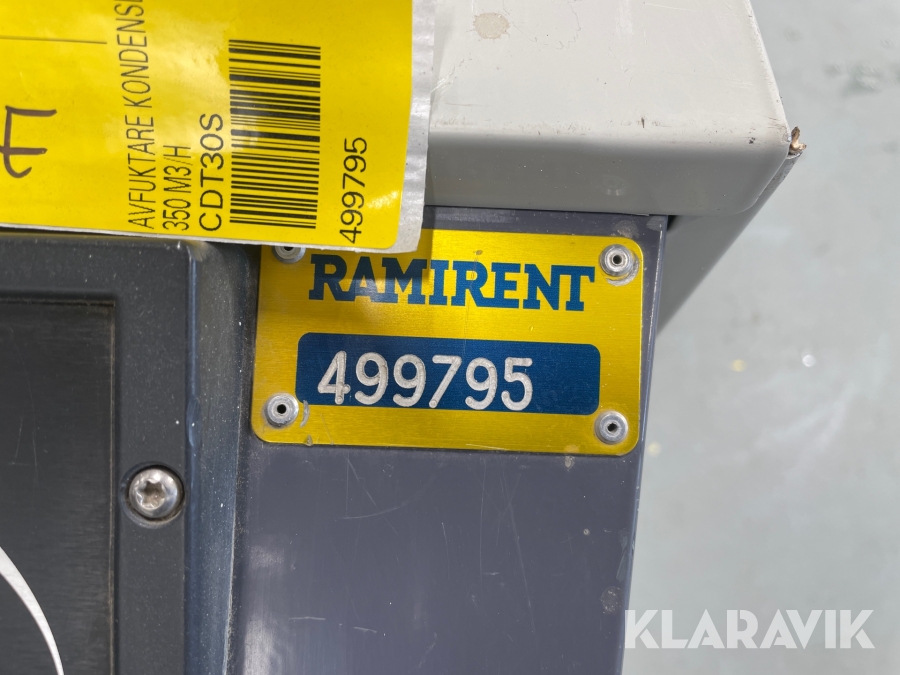 AVFUKTARE KONDENS
350 M3/H
CDT30S
499795
RAMIRENT
499795
KLARAVIK